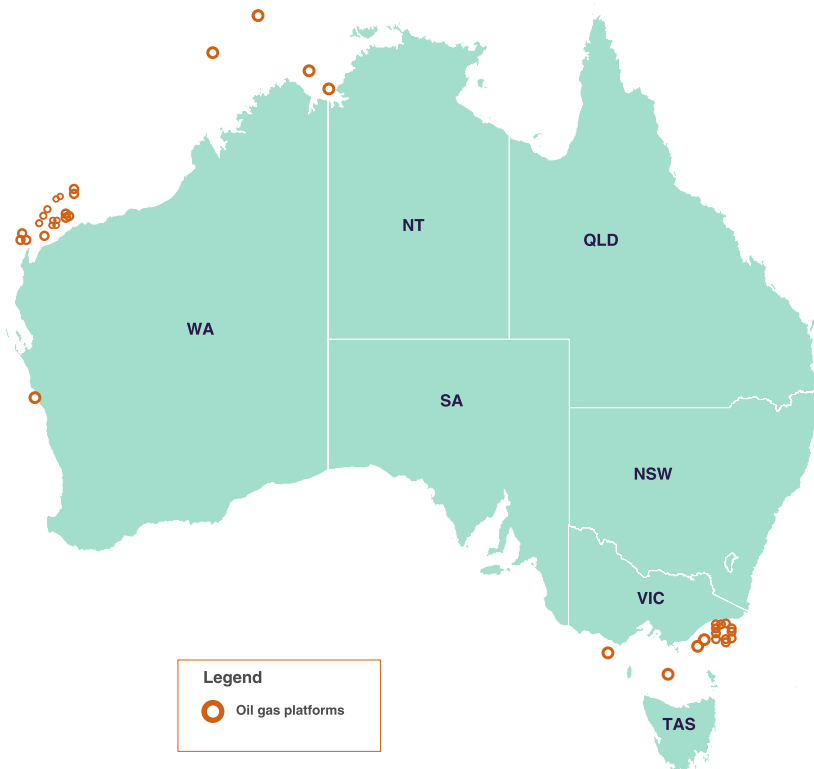 NT
QLD
WA
SA
NSW
VIC
Legend
Oil gas platforms
TAS